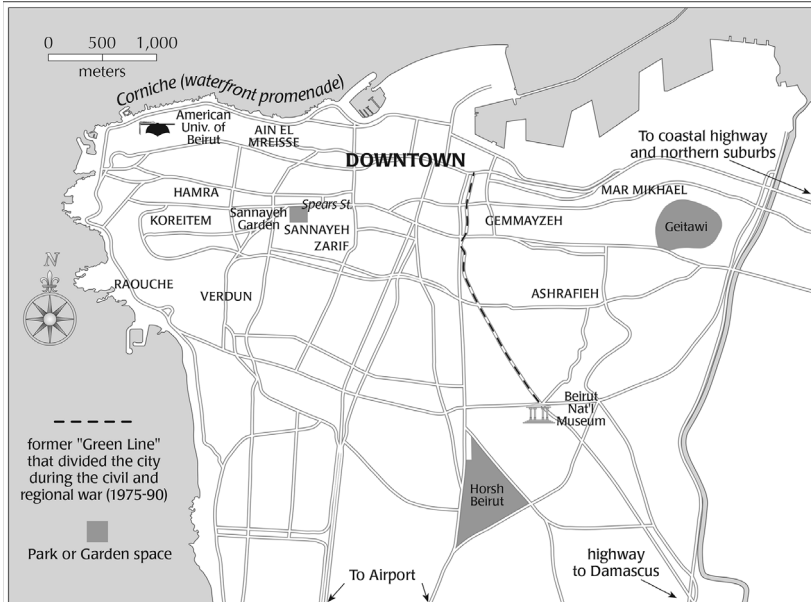 0 500 1,000
meters
Corniche (waterfront promenade)
American
Univ. of
Beirut
AIN EL
MREISSE
DOWNTOWN
To coastal highway
and northern suburbs
HAMRA
Spears St.
MAR MIKHAEL
KOREITEM
Sannayeh
Garden
SANNAYEH
GEMMAYZEH
Geitawi
ZARIF
N
RAOUCHE
VERDUN
ASHRAFIEH
Beirut
Nat'l
Museum
former "Green Line"
that divided the city
during the civil and
regional war (1975-90)
Horsh
Beirut
Park or Garden space
To Airport
highway
to Damascus